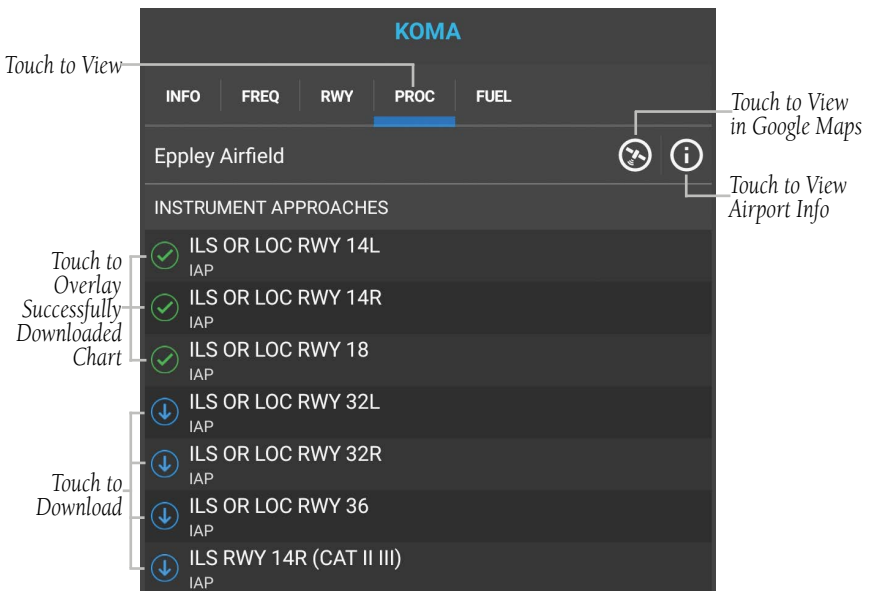 KOMA
Touch to View
INFO FREQ RWY PROC FUEL
Touch to View
in Google Maps
Eppley Airfield
Touch to View
Airport Info
INSTRUMENT APPROACHES
Touch to
Overlay
Successfully
Downloaded
Chart
ILS OR LOC RWY 14L
IAP
ILS OR LOC RWY 14R
IAP
ILS OR LOC RWY 18
IAP
Touch to
Download
ILS OR LOC RWY 32L
IAP
ILS OR LOC RWY 32R
IAP
ILS OR LOC RWY 36
IAP
ILS RWY 14R (CAT II III)
IAP